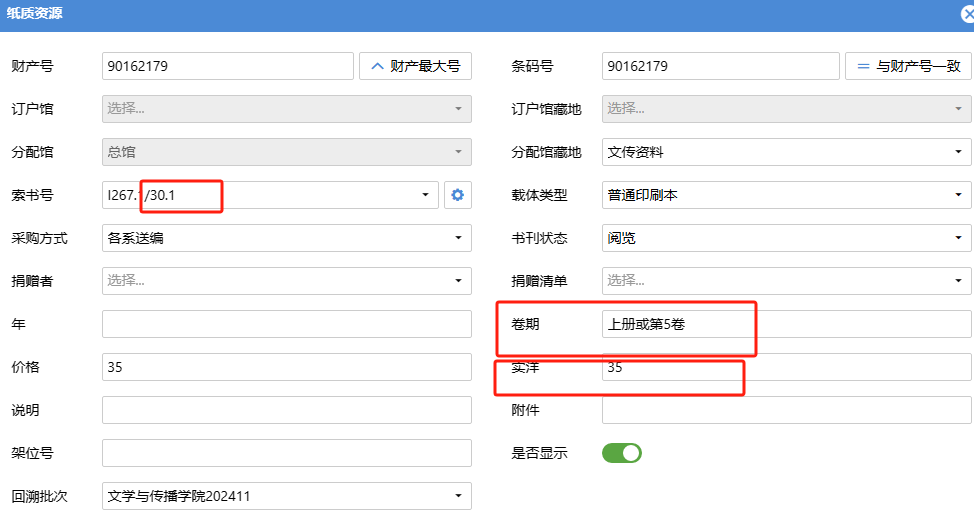 纸质资源
财产号 90162179 财产最大号 条码号 90162179 与财产号一致
订户馆 选择... 订户馆藏地 选择...
分配馆 总馆 分配馆藏地 文传资料
索书号 I267.1/30.1 载体类型 普通印刷本
采购方式 各系送编 书刊状态 阅览
捐赠者 选择... 捐赠清单 选择...
年 卷期 上册或第5卷
价格 35 实洋 35
说明 附件
架位号 是否显示
回溯批次 文学与传播学院202411